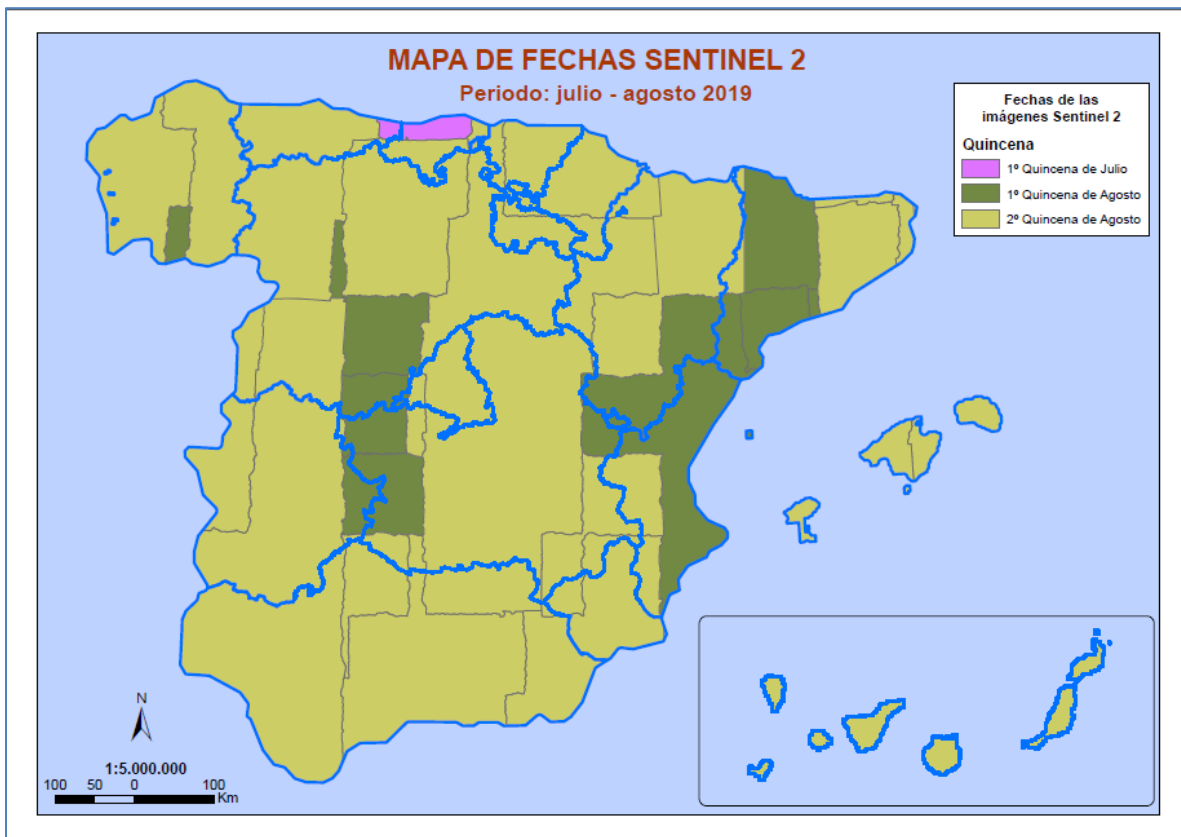 MAPA DE FECHAS SENTINEL 2
Periodo: julio - agosto 2019
Fechas de las
imágenes Sentinel 2
Quincena
1º Quincena de Julio
1º Quincena de Agosto
2º Quincena de Agosto
N
1:5.000.000
100 50 0 100
Km